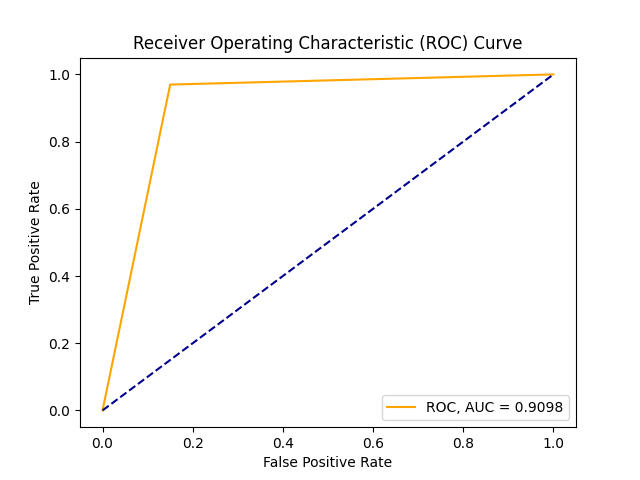 Receiver Operating Characteristic (ROC) Curve
1.0
0.8
0.6
0.4
0.2
0.0
True Positive Rate
ROC, AUC = 0.9098
0.0 0.2 0.4 0.6 0.8 1.0
False Positive Rate